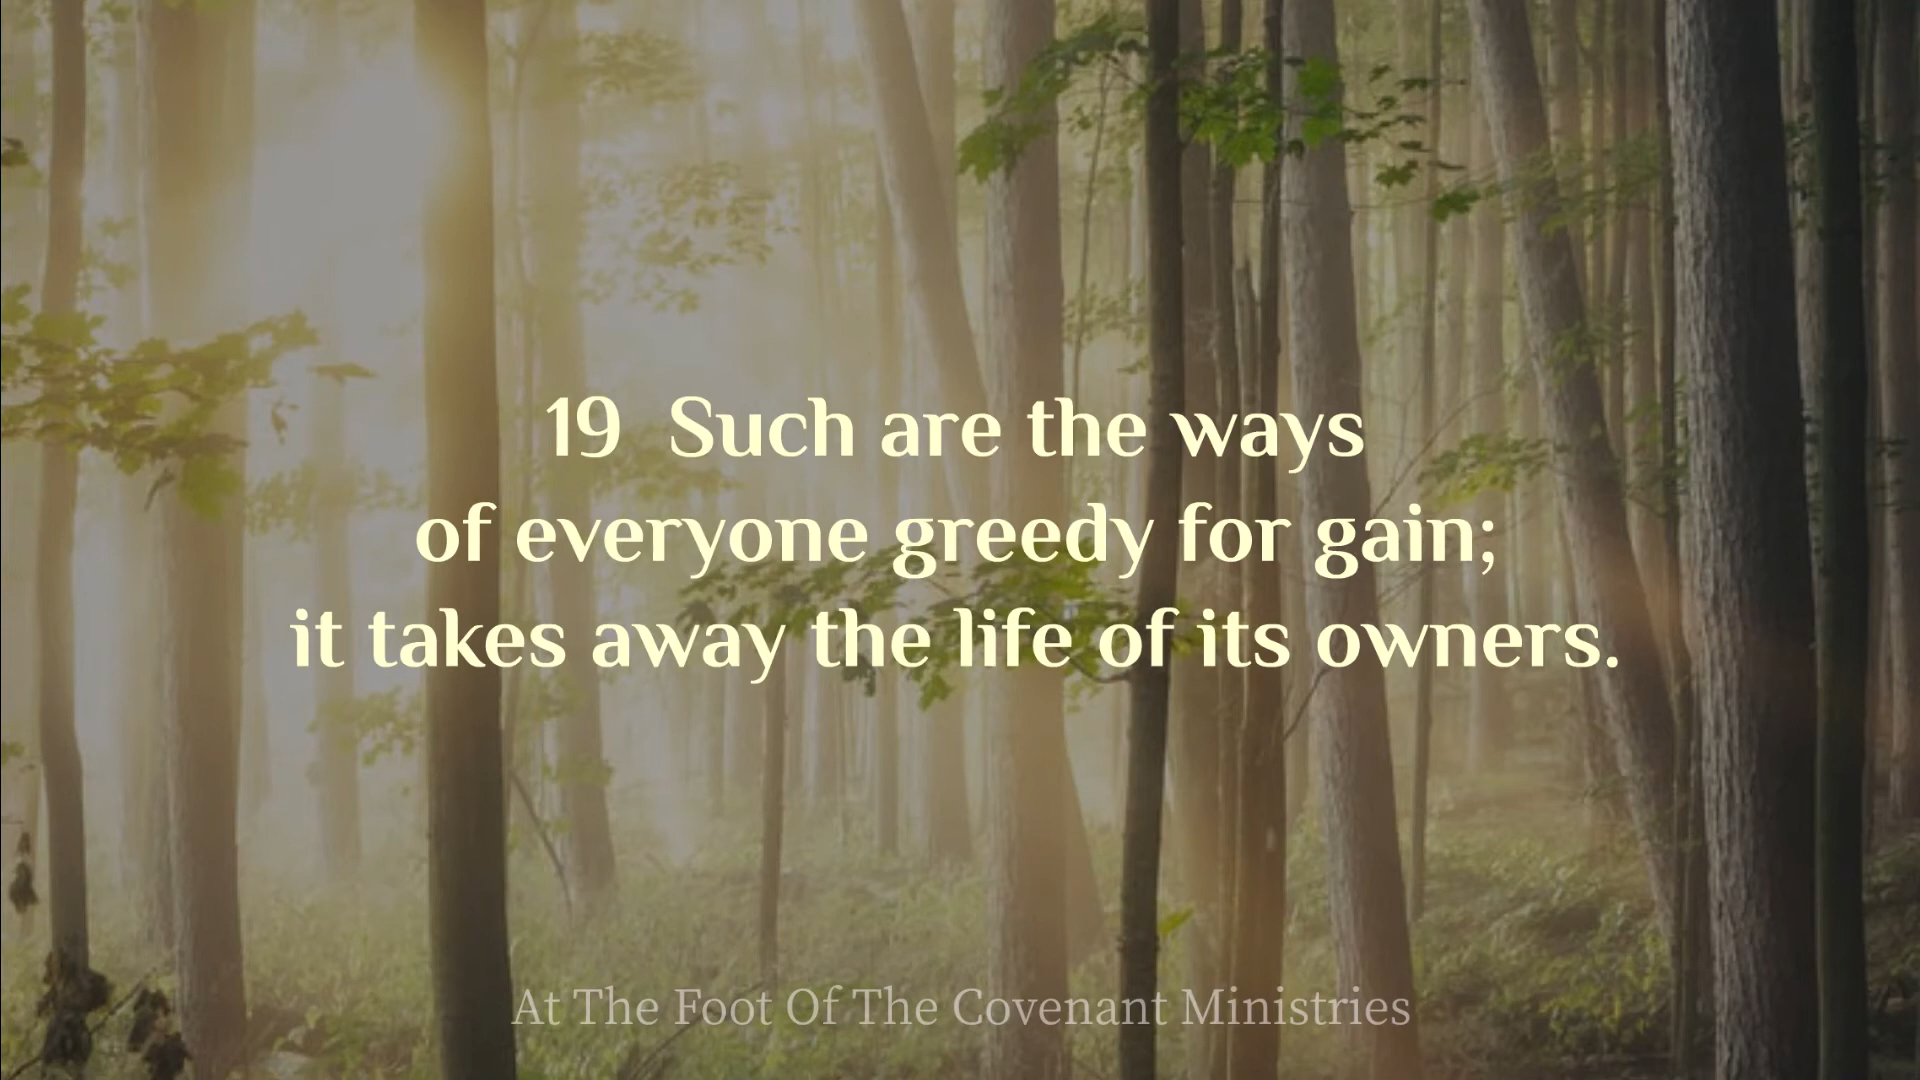 19  Such are the ways
of everyone greedy for gain;
it takes away the life of its owners.
At The Foot Of The Covenant Ministries